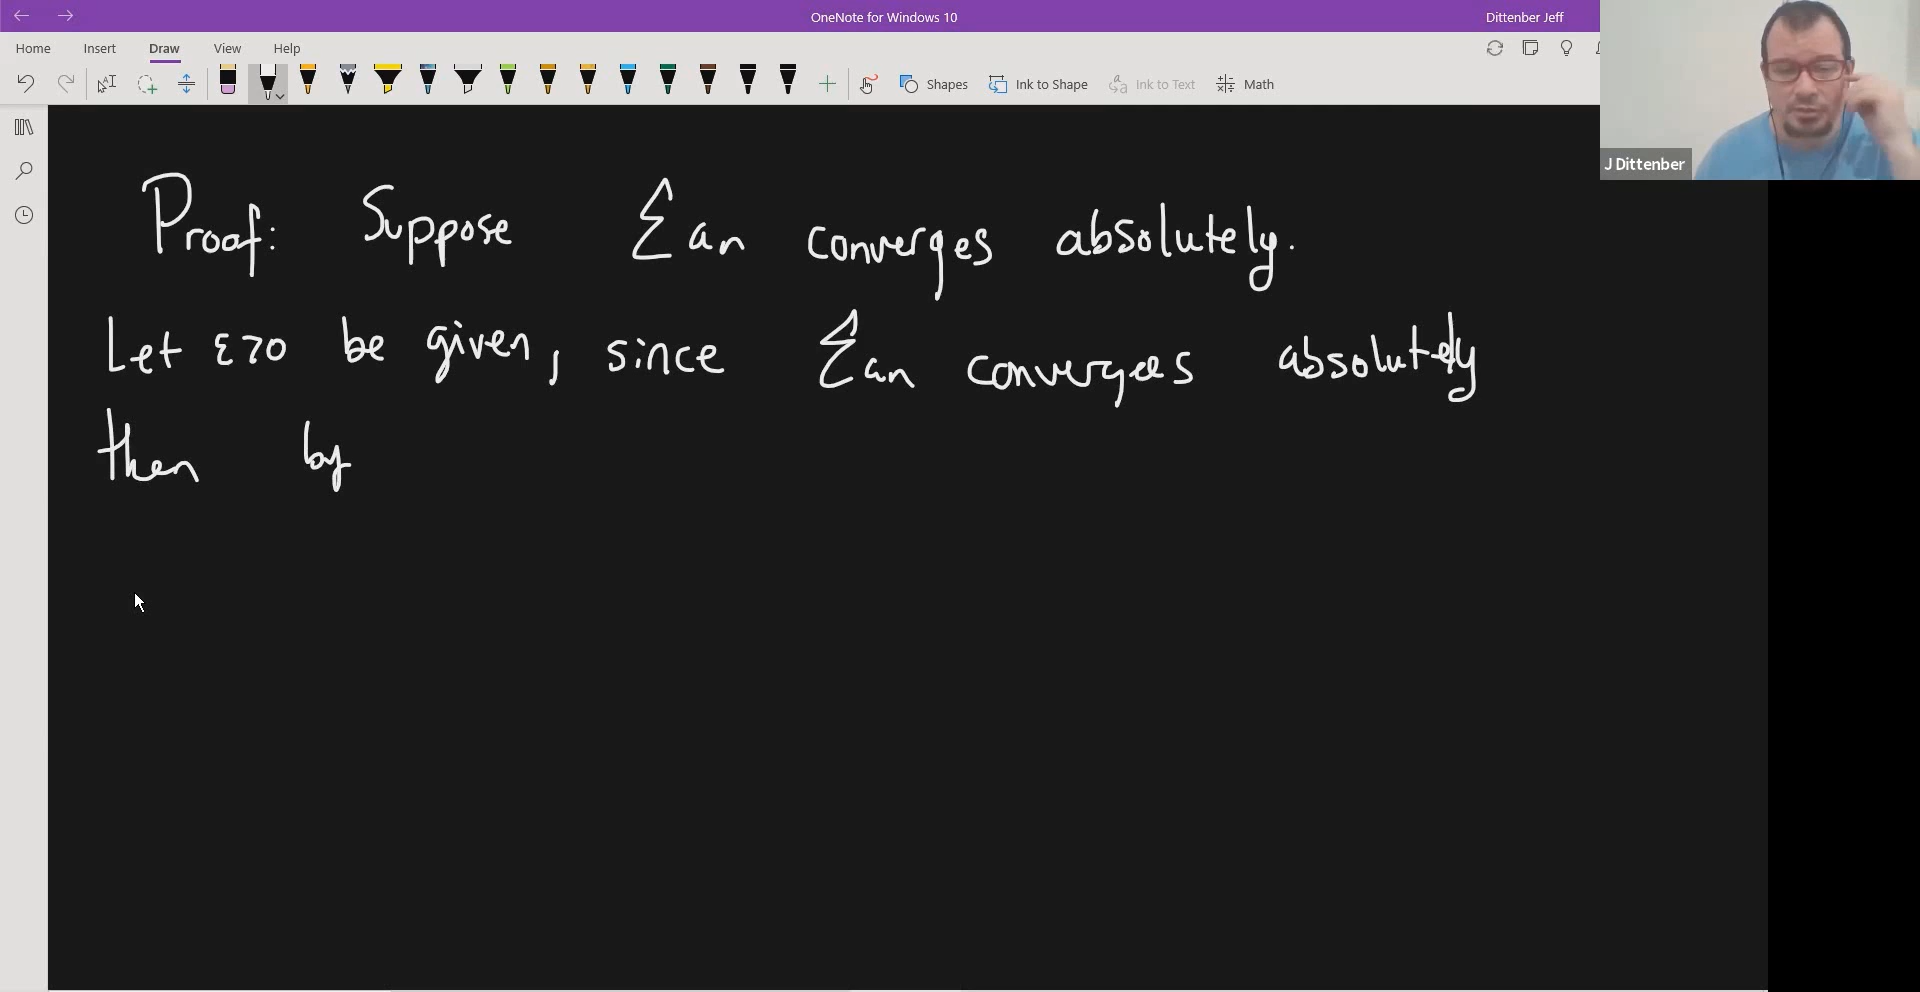 OneNote for Windows 10
Dittenber Jeff
Home Insert Draw View Help
Shapes Ink to Shape Ink to Text Math
J Dittenber
Proof: Suppose Σan converges absolutely.
Let ε>0 be given, since Σan convergees absolutely
then by